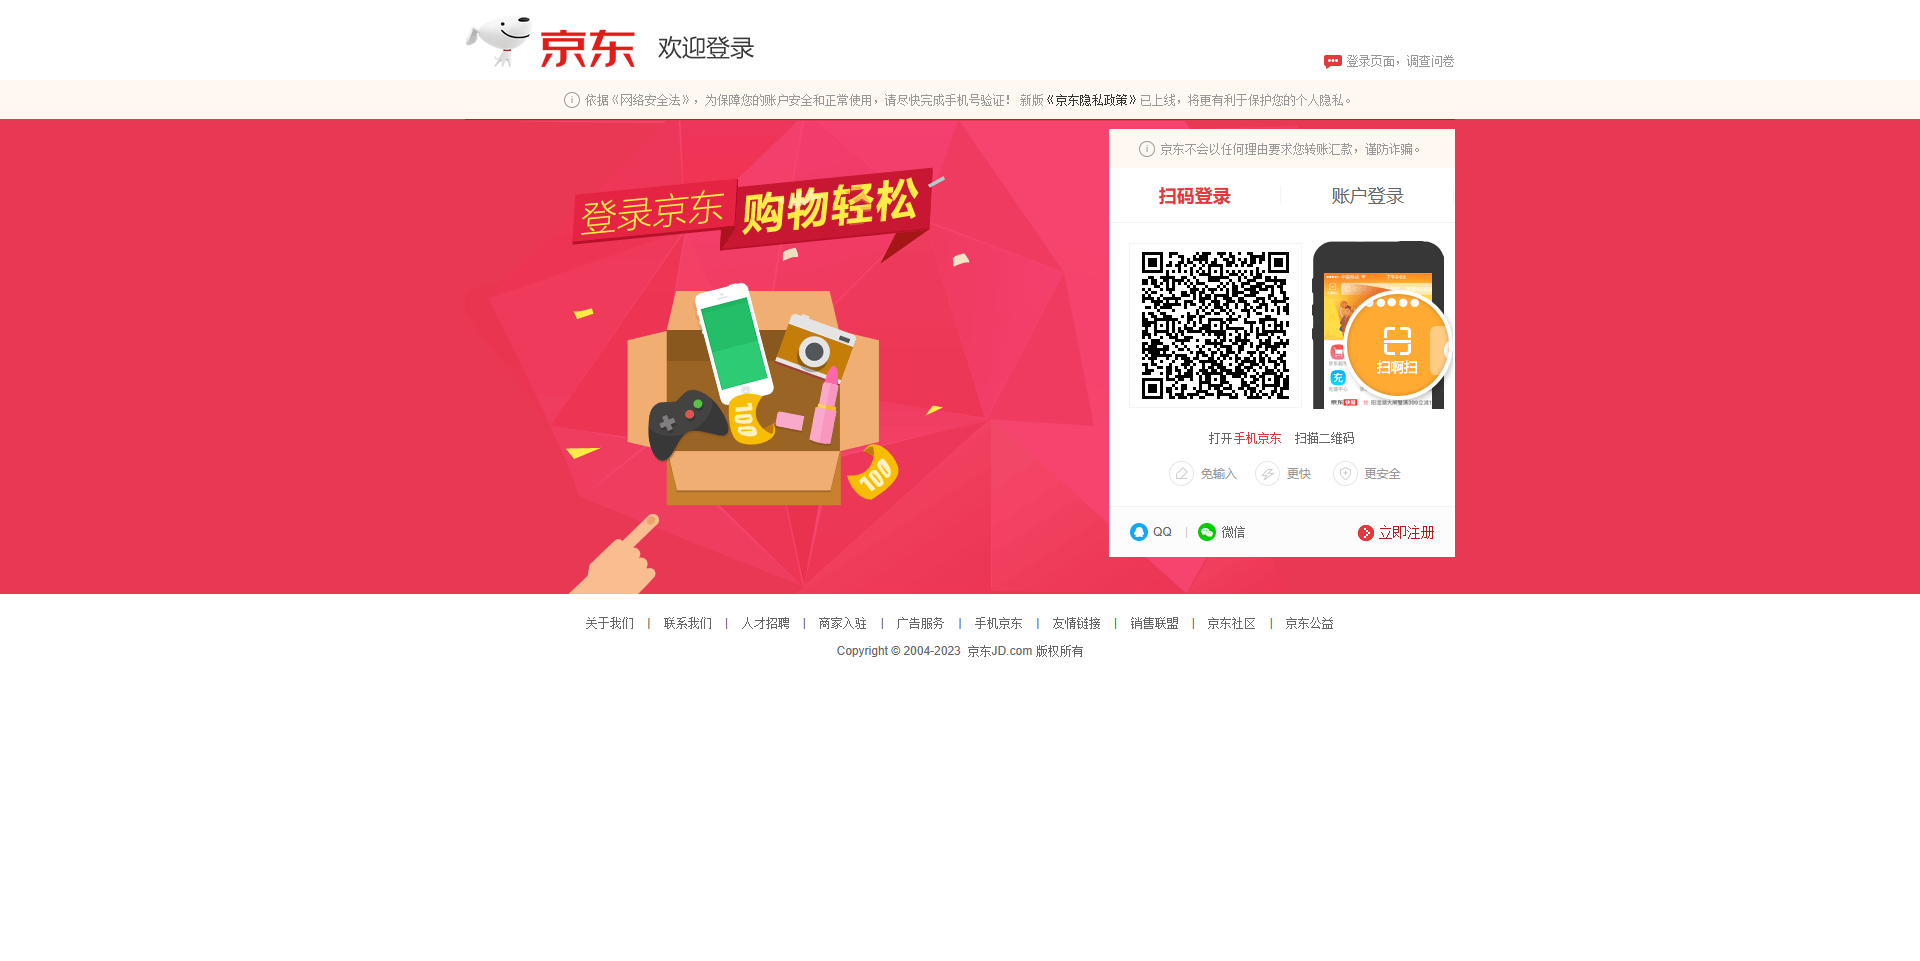 京东 欢迎登录
登录页面，调查问卷
依据《网络安全法》，为保障您的账户安全和正常使用，请尽快完成手机号验证！ 新版《京东隐私政策》已上线，将更有利于保护您的个人隐私。
登录京东 购物轻松
100
100
京东不会以任何理由要求您转账汇款，谨防诈骗。
扫码登录 账户登录
扫啊扫
充
打开手机京东 扫描二维码
免输入 更快 更安全
QQ | 微信 立即注册
关于我们 | 联系我们 | 人才招聘 | 商家入驻 | 广告服务 | 手机京东 | 友情链接 | 销售联盟 | 京东社区 | 京东公益
Copyright © 2004-2023 京东JD.com 版权所有